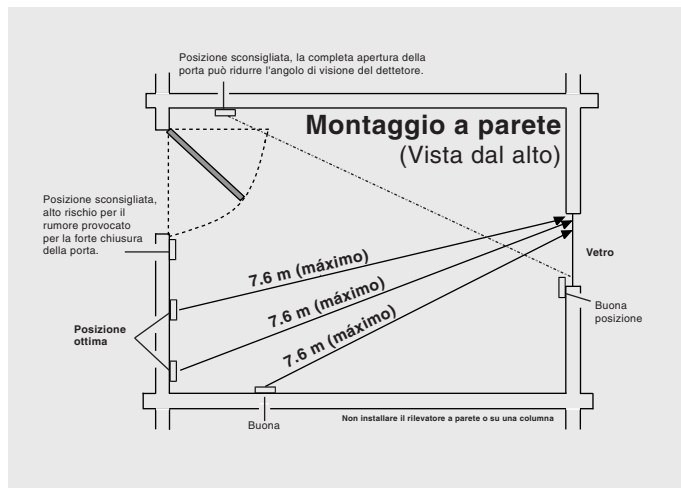 Posizione sconsigliata, la completa apertura della
porta può ridurre l'angolo di visione del dettetore.
Montaggio a parete
(Vista dal alto)
Posizione sconsigliata,
alto rischio per il
rumore provocato
per la forte chiusura
della porta.
7.6 m (máximo)
Vetro
7.6 m (máximo)
Buona
posizione
Posizione
ottima
7.6 m (máximo)
Buona
Non installare il rilevatore a parete o su una columna